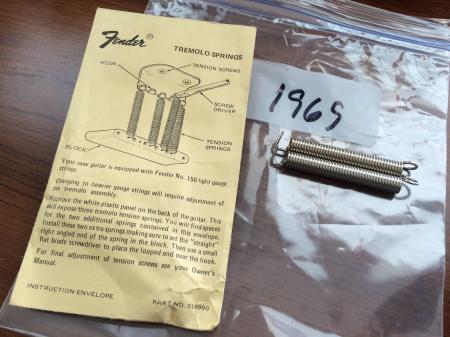 Fender®
TREMOLO SPRINGS
HOOK
TENSION SCREWS
SCREW
DRIVER
TENSION
SPRINGS
BLOCK
Your new guitar is equipped with Fender No. 150 light gauge
strings.
Changing to heavier gauge strings will require adjustment of
the tremolo assembly.
Remove the white plastic panel on the back of the guitar. This
will expose three tremolo tension springs. You will find spaces
for the two additional springs contained in this envelope.
Install these two extra springs making sure to set the "straight"
tight angled end of the spring in the block. Then use a small
flat blade screwdriver to place the looped end over the hook.
For final adjustment of tension screws see your Owner's
Manual.
INSTRUCTION ENVELOPE
PART NO. 010990
1965